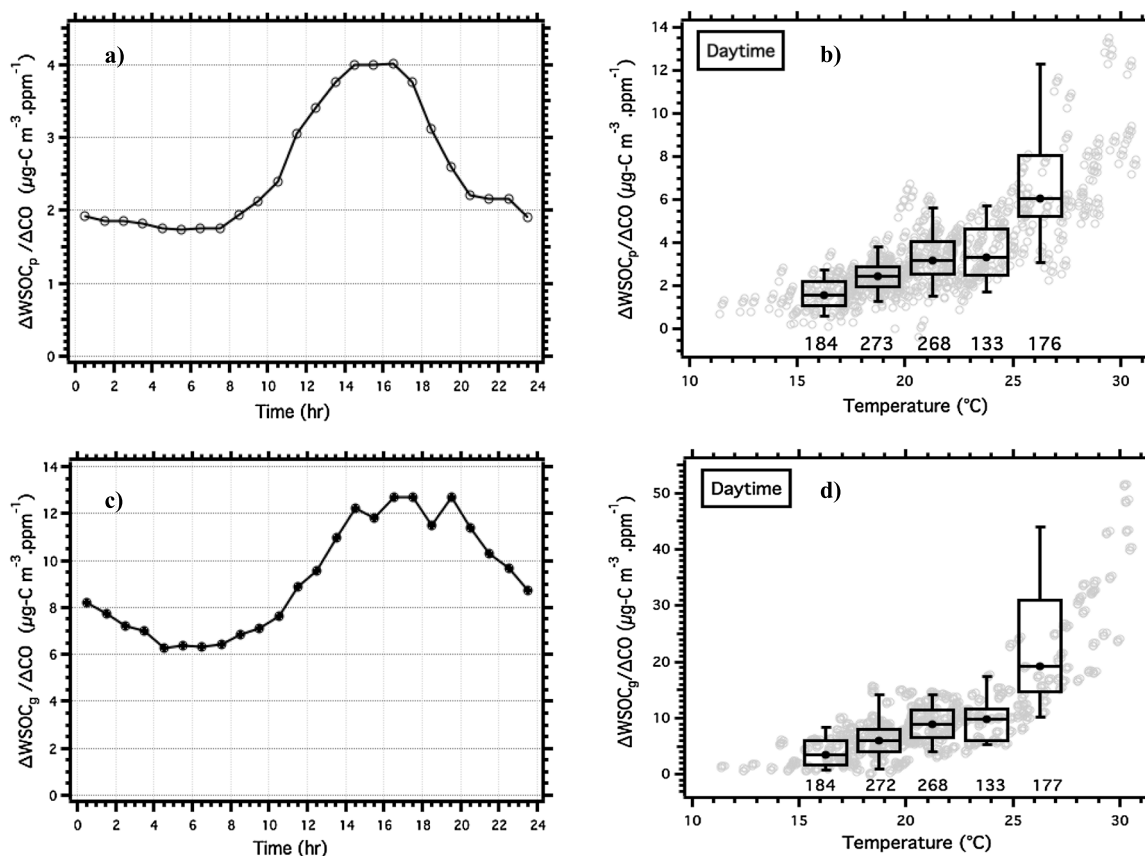 a)
ΔWSOCp /ΔCO (µg-C m⁻³.ppm⁻¹)
4
3
2
1
0
0 2 4 6 8 10 12 14 16 18 20 22 24
Time (hr)
Daytime
b)
ΔWSOCp/ΔCO (µg-C m⁻³.ppm⁻¹)
14
12
10
8
6
4
2
0
184 273 268 133 176
10 15 20 25 30
Temperature (°C)
c)
ΔWSOCg /ΔCO (µg-C m⁻³.ppm⁻¹)
14
12
10
8
6
4
2
0
0 2 4 6 8 10 12 14 16 18 20 22 24
Time (hr)
Daytime
d)
ΔWSOCg/ΔCO (µg-C m⁻³.ppm⁻¹)
50
40
30
20
10
0
184 272 268 133 177
10 15 20 25 30
Temperature (°C)